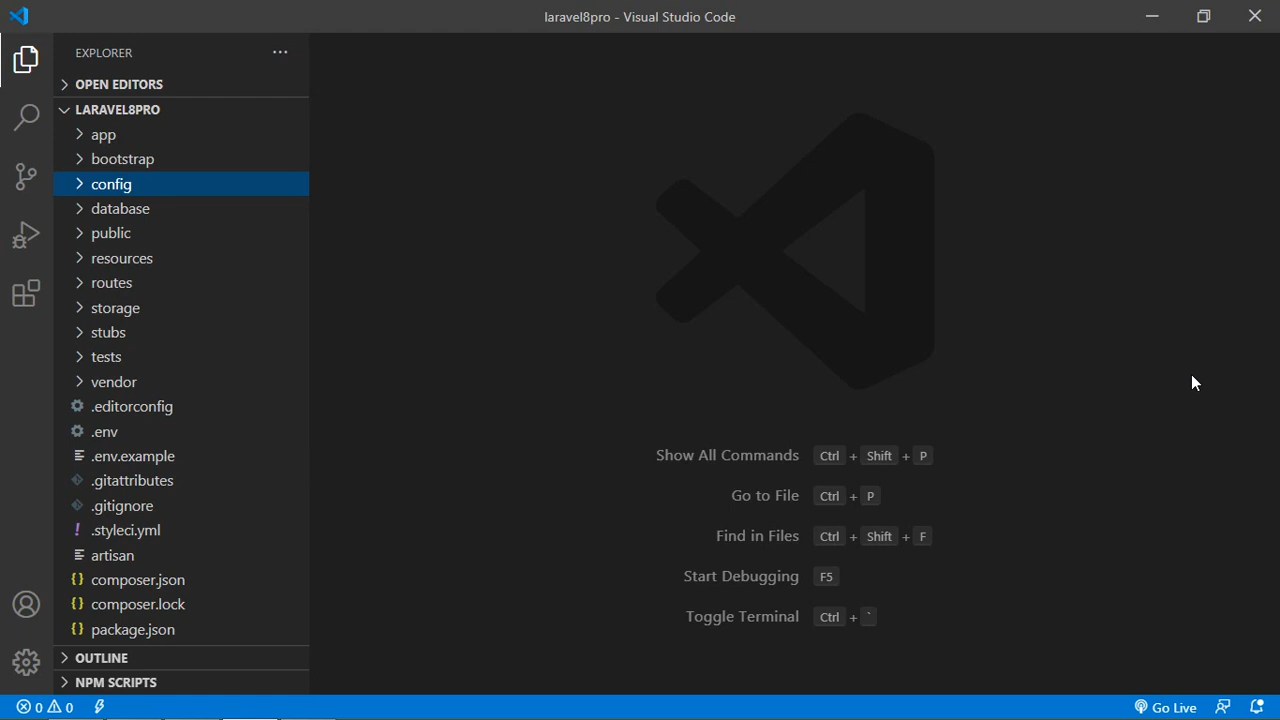 laravel8pro - Visual Studio Code
EXPLORER
OPEN EDITORS
LARAVEL8PRO
app
bootstrap
config
database
public
resources
routes
storage
stubs
tests
vendor
.editorconfig
.env
.env.example
.gitattributes
.gitignore
.styleci.yml
artisan
composer.json
composer.lock
package.json
OUTLINE
NPM SCRIPTS
Show All Commands Ctrl + Shift + P
Go to File Ctrl + P
Find in Files Ctrl + Shift + F
Start Debugging F5
Toggle Terminal Ctrl + `
0 0 Go Live